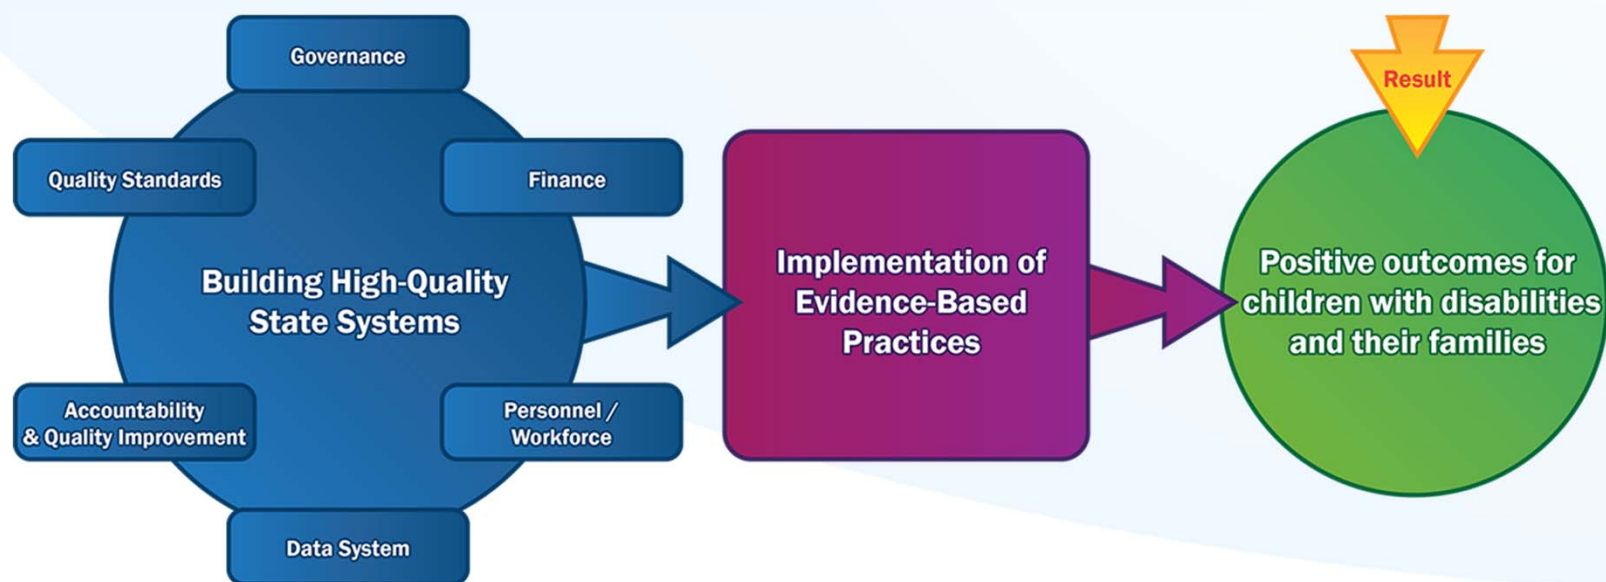 Governance
Quality Standards
Finance
Building High-Quality
State Systems
Accountability
& Quality Improvement
Personnel /
Workforce
Data System
Implementation of
Evidence-Based
Practices
Result
Positive outcomes for
children with disabilities
and their families